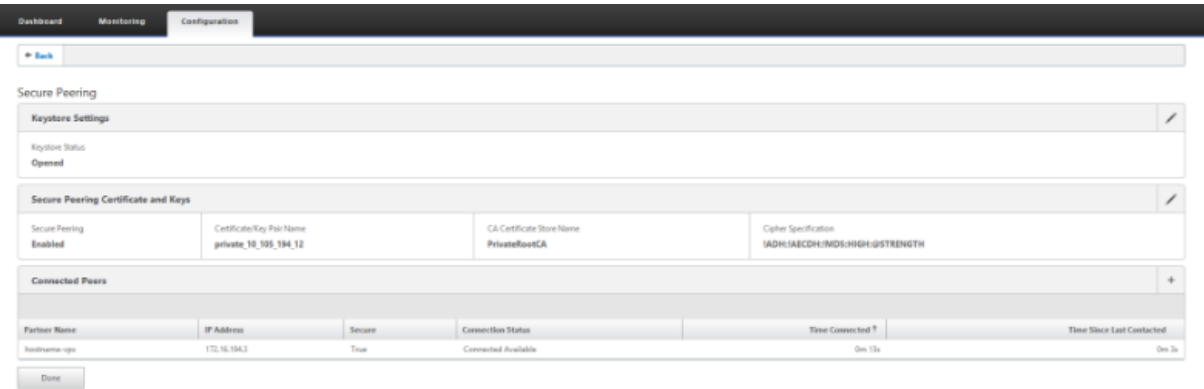 Dashboard Monitoring Configuration
Back
Secure Peering
Keystore Settings
Keystore Status
Opened
Secure Peering Certificate and Keys
Secure Peering Certificate/Key Pair Name CA Certificate Store Name Cipher Specification
Enabled private_10_105_194_12 PrivateRootCA !ADH:!AECDH:!MD5:HIGH:@STRENGTH
Connected Peers
Partner Name IP Address Secure Connection Status Time Connected Time Since Last Contacted
172.16.194.3 True Connected Available 0m 13s 0m 3s
Done